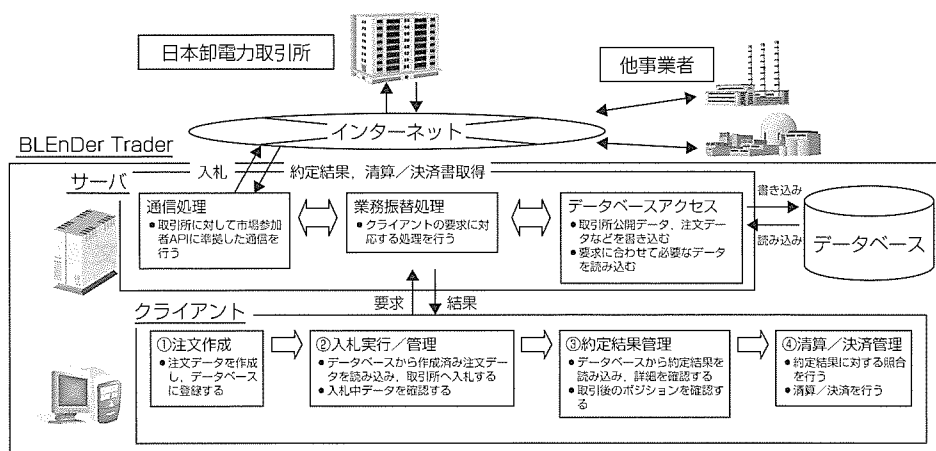 日本卸電力取引所
他事業者
インターネット
BLEnDer Trader
サーバ
入札
約定結果，清算／決済書取得
通信処理
●取引所に対して市場参加
者APIに準拠した通信を
行う
業務振替処理
●クライアントの要求に対
応する処理を行う
データベースアクセス
●取引所公開データ，注文デー
タなどを書き込む
●要求に合わせて必要なデータ
を読み込む
書き込み
読み込み
データベース
要求
結果
クライアント
①注文作成
●注文データを作成
し，データベース
に登録する
②入札実行／管理
●データベースから作成済み注文デー
タを読み込み，取引所へ入札する
●入札中データを確認する
③約定結果管理
●データベースから約定結果を
読み込み，詳細を確認する
●取引後のポジションを確認す
る
④清算／決済管理
●約定結果に対する照合
を行う
●清算／決済を行う